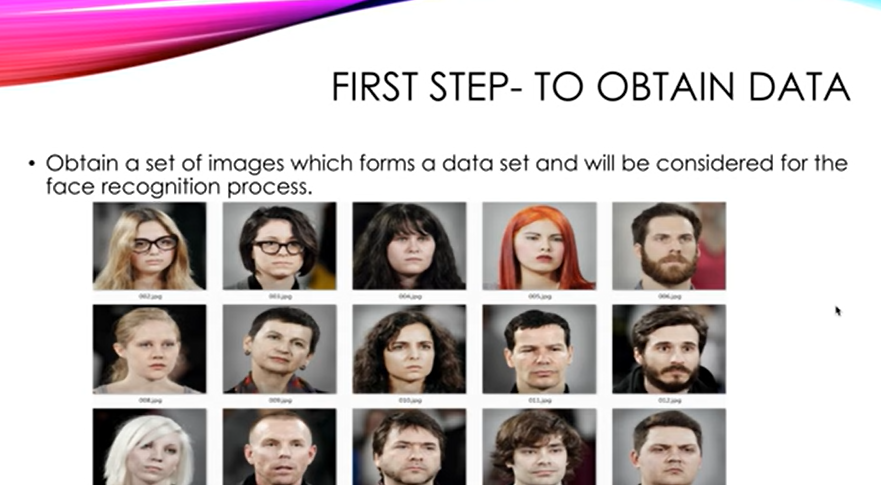 FIRST STEP- TO OBTAIN DATA
• Obtain a set of images which forms a data set and will be considered for the
face recognition process.
002.jpg 003.jpg 004.jpg 005.jpg 006.jpg
008.jpg 009.jpg 010.jpg 011.jpg 012.jpg